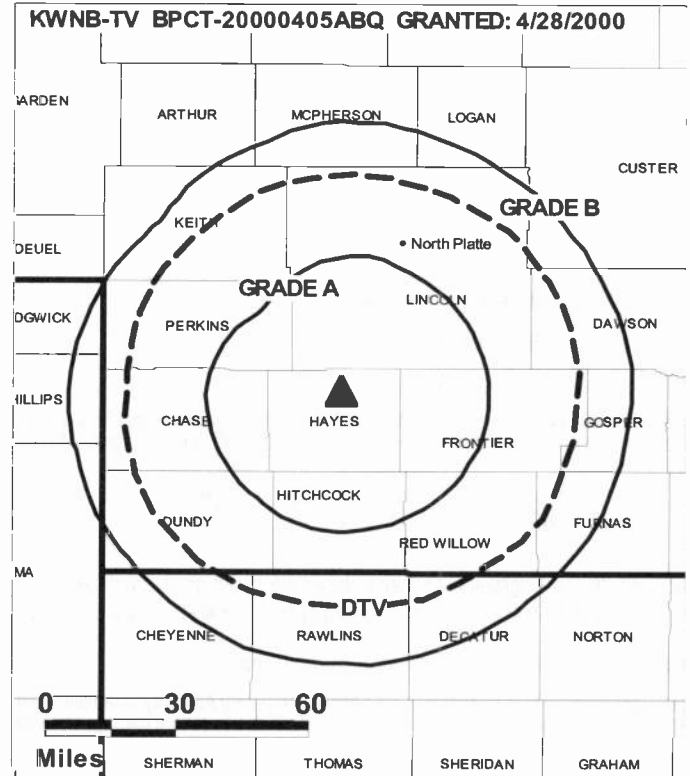 KWNB-TV BPCT-20000405ABQ GRANTED: 4/28/2000
ARDEN
ARTHUR
MCPHERSON
LOGAN
CUSTER
GRADE B
KEITH
DEUEL
North Platte
GRADE A
LINCOLN
DGWICK
PERKINS
DAWSON
HILLIPS
CHASE
HAYES
GOSPER
FRONTIER
HITCHCOCK
DUNDY
FURNAS
RED WILLOW
MA
DTV
CHEYENNE
RAWLINS
DECATUR
NORTON
0 30 60
Miles
SHERMAN
THOMAS
SHERIDAN
GRAHAM